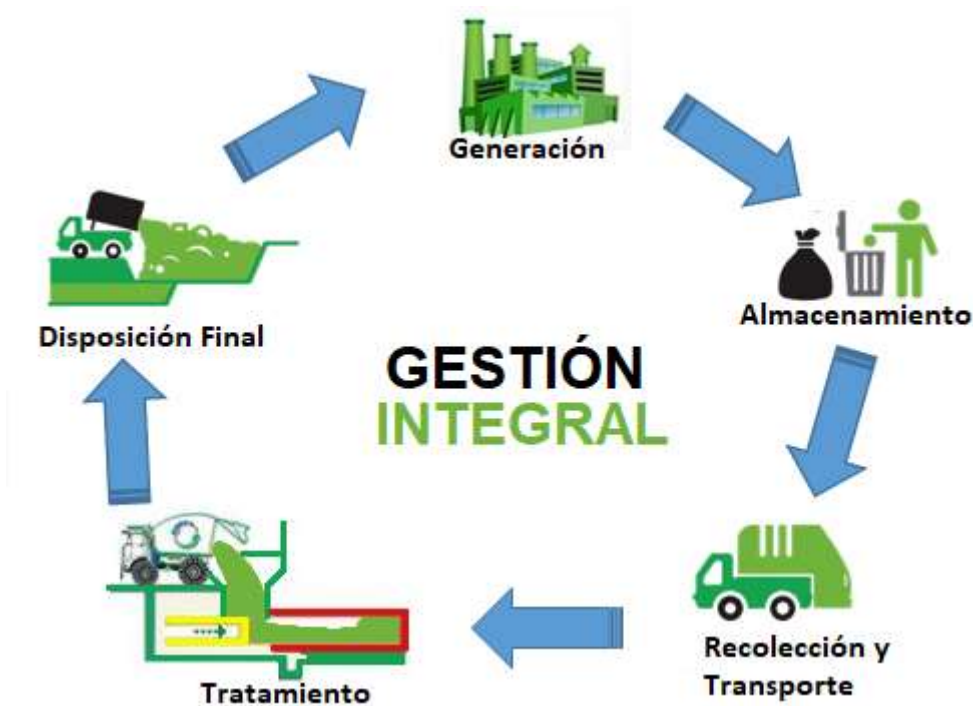 Generación
Almacenamiento
Disposición Final
GESTIÓN
INTEGRAL
Recolección y
Transporte
Tratamiento